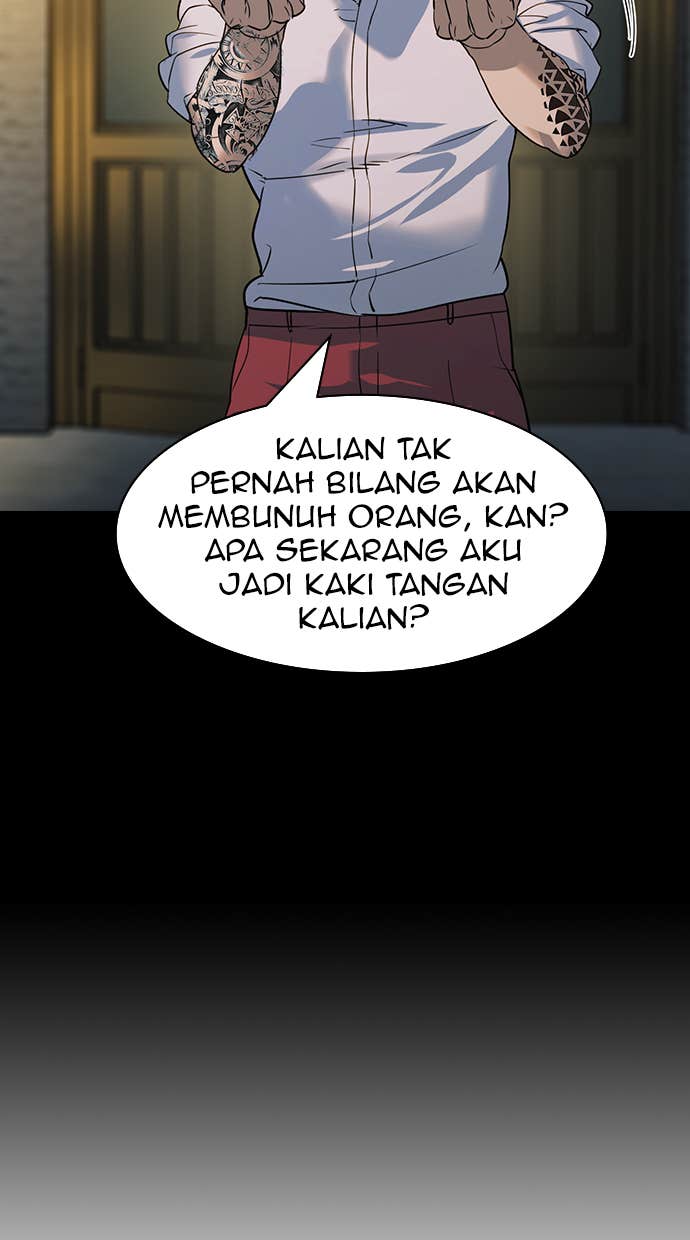 KALIAN TAK
PERNAH BILANG AKAN
MEMBUNUH ORANG, KAN?
APA SEKARANG AKU
JADI KAKI TANGAN
KALIAN?